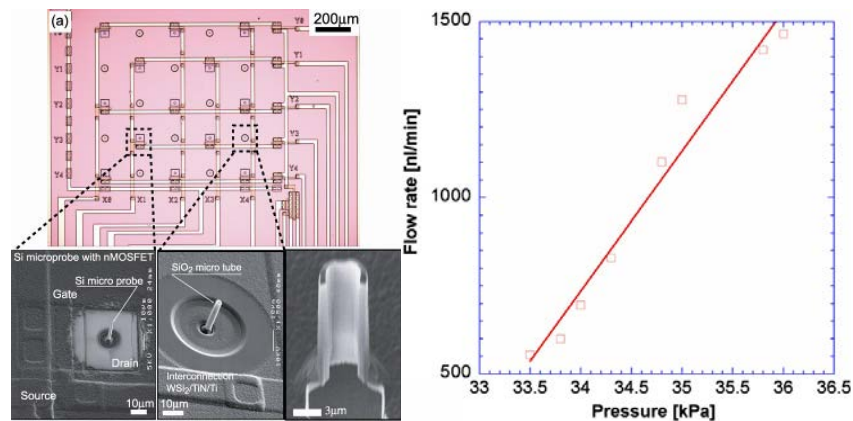 (a)
200μm
Y0
Y1
Y2
Y2
Y3
Y3
Y4
Y4
X0 X1 X2 X3 X4
Si microprobe with nMOSFET
Si micro probe
Gate
Drain
Source
10μm
SiO2 micro tube
Interconnection
WSi2/TiN/Ti
10μm
3μm
1500
1000
500
Flow rate [nl/min]
33 33.5 34 34.5 35 35.5 36 36.5
Pressure [kPa]